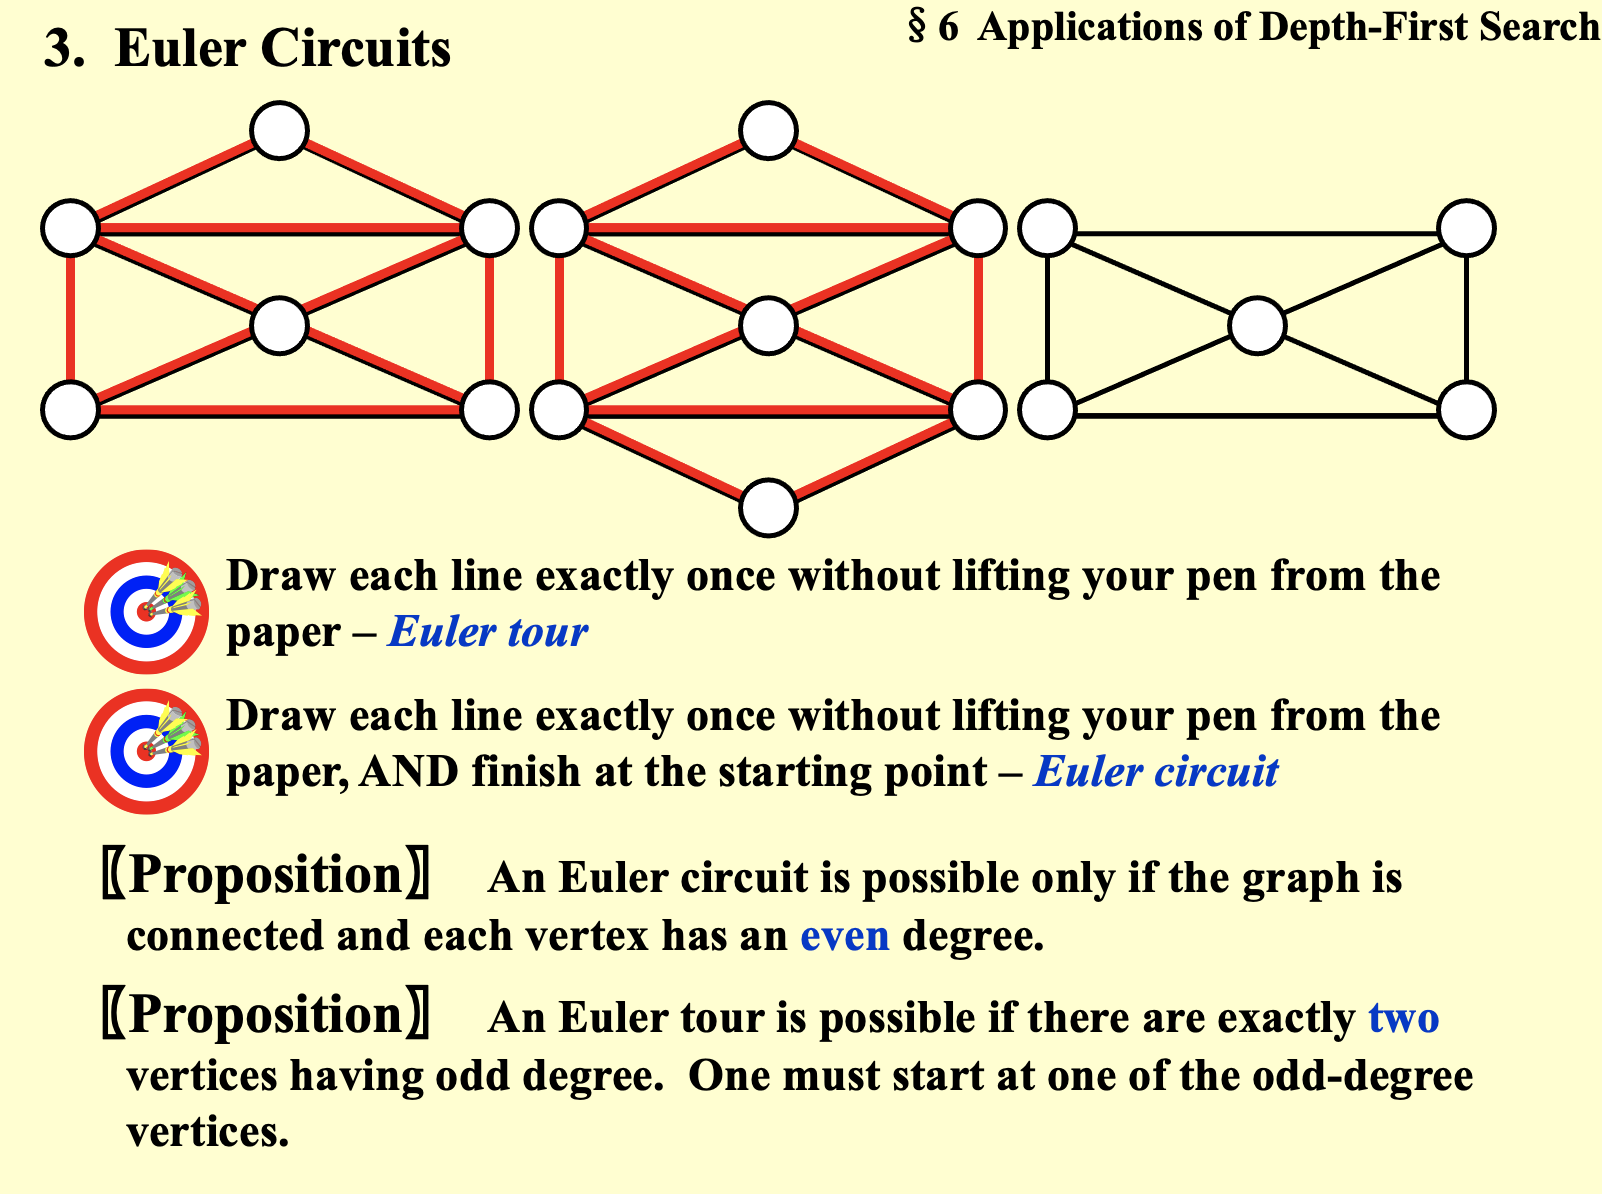 § 6 Applications of Depth-First Search
3. Euler Circuits
Draw each line exactly once without lifting your pen from the
paper – Euler tour
Draw each line exactly once without lifting your pen from the
paper, AND finish at the starting point – Euler circuit
〖Proposition〗 An Euler circuit is possible only if the graph is
connected and each vertex has an even degree.
〖Proposition〗 An Euler tour is possible if there are exactly two
vertices having odd degree. One must start at one of the odd-degree
vertices.